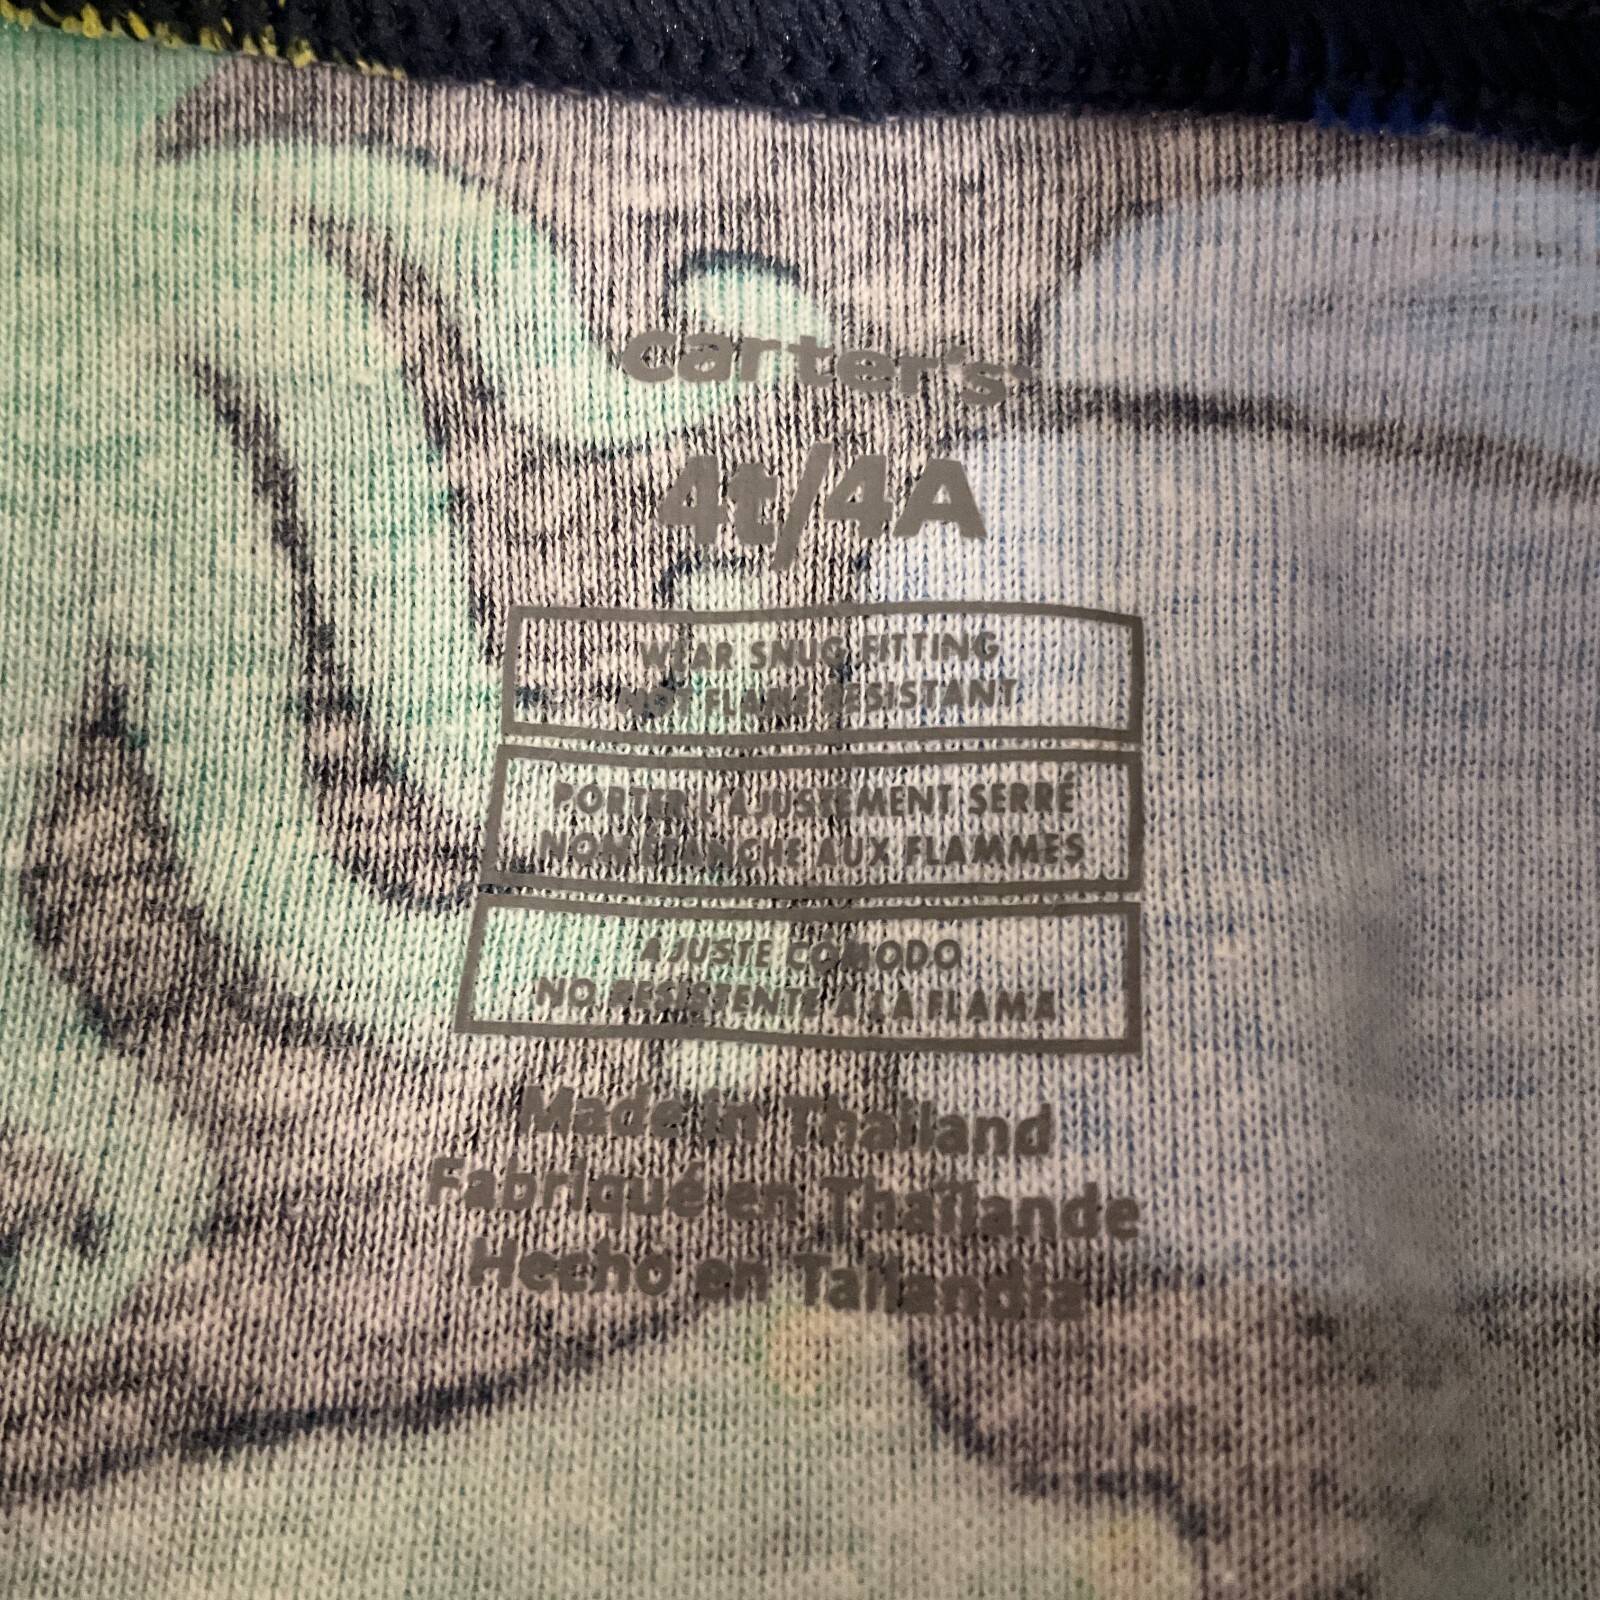 carter's
4t/4A
WEAR SNUG FITTING
NOT FLAME RESISTANT
PORTER L'AJUSTEMENT SERRÉ
NON ÉTANCHE AUX FLAMMES
AJUSTE COMODO
NO RESISTENTE A LA FLAMA
Made in Thailand
Fabriqué en Thaïlande
Hecho en Tailandia